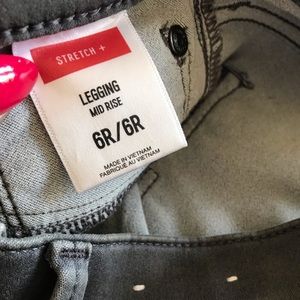 STRETCH +
LEGGING
MID RISE
6R/6R
MADE IN VIETNAM
FABRIQUÉ AU VIETNAM